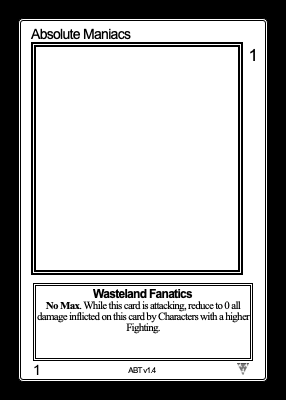 Absolute Maniacs
1
Wasteland Fanatics
No Max. While this card is attacking, reduce to 0 all
damage inflicted on this card by Characters with a higher
Fighting.
1
ABT v1.4